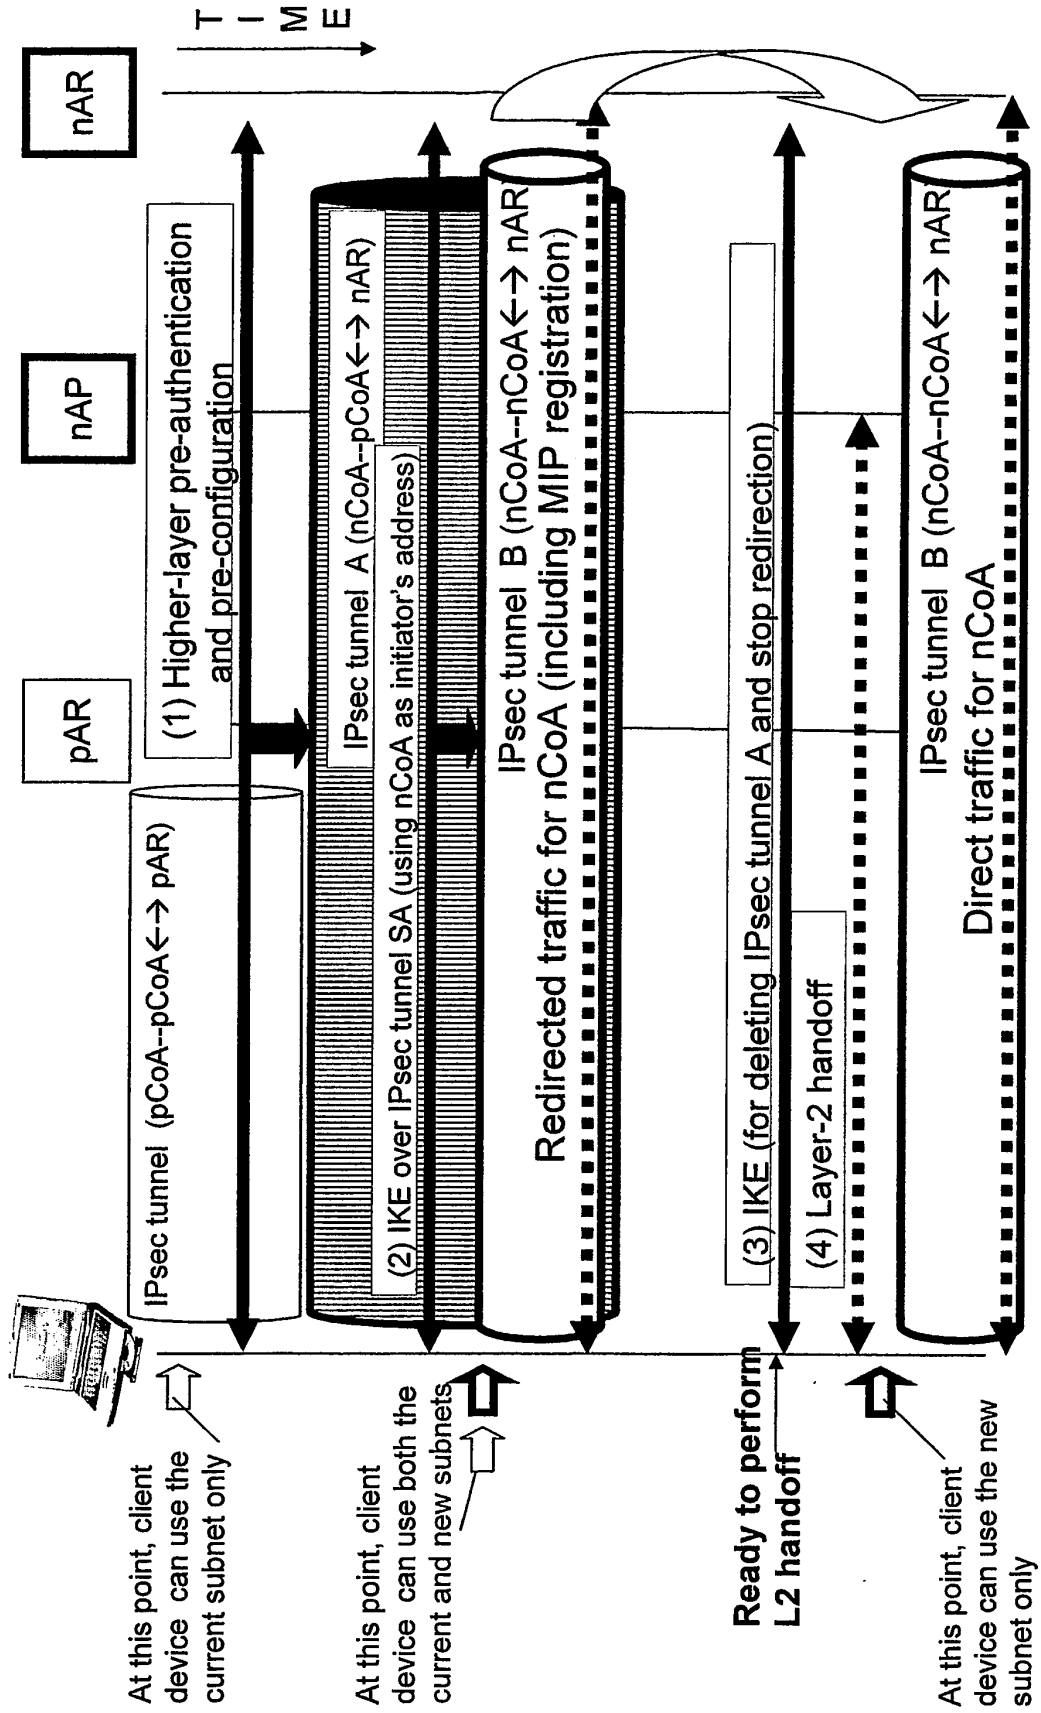 pAR
nAP
nAR
T
I
M
E
IPsec tunnel (pCoA--pCoA←→ pAR)
(1) Higher-layer pre-authentication
and pre-configuration
At this point, client
device can use the
current subnet only
IPsec tunnel A (nCoA--pCoA←→ nAR)
(2) IKE over IPsec tunnel SA (using nCoA as initiator's address)
At this point, client
device can use both the
current and new subnets
IPsec tunnel B (nCoA--nCoA←→ nAR)
Redirected traffic for nCoA (including MIP registration)
Ready to perform
L2 handoff
(3) IKE (for deleting IPsec tunnel A and stop redirection)
(4) Layer-2 handoff
At this point, client
device can use the new
subnet only
IPsec tunnel B (nCoA--nCoA←→ nAR)
Direct traffic for nCoA